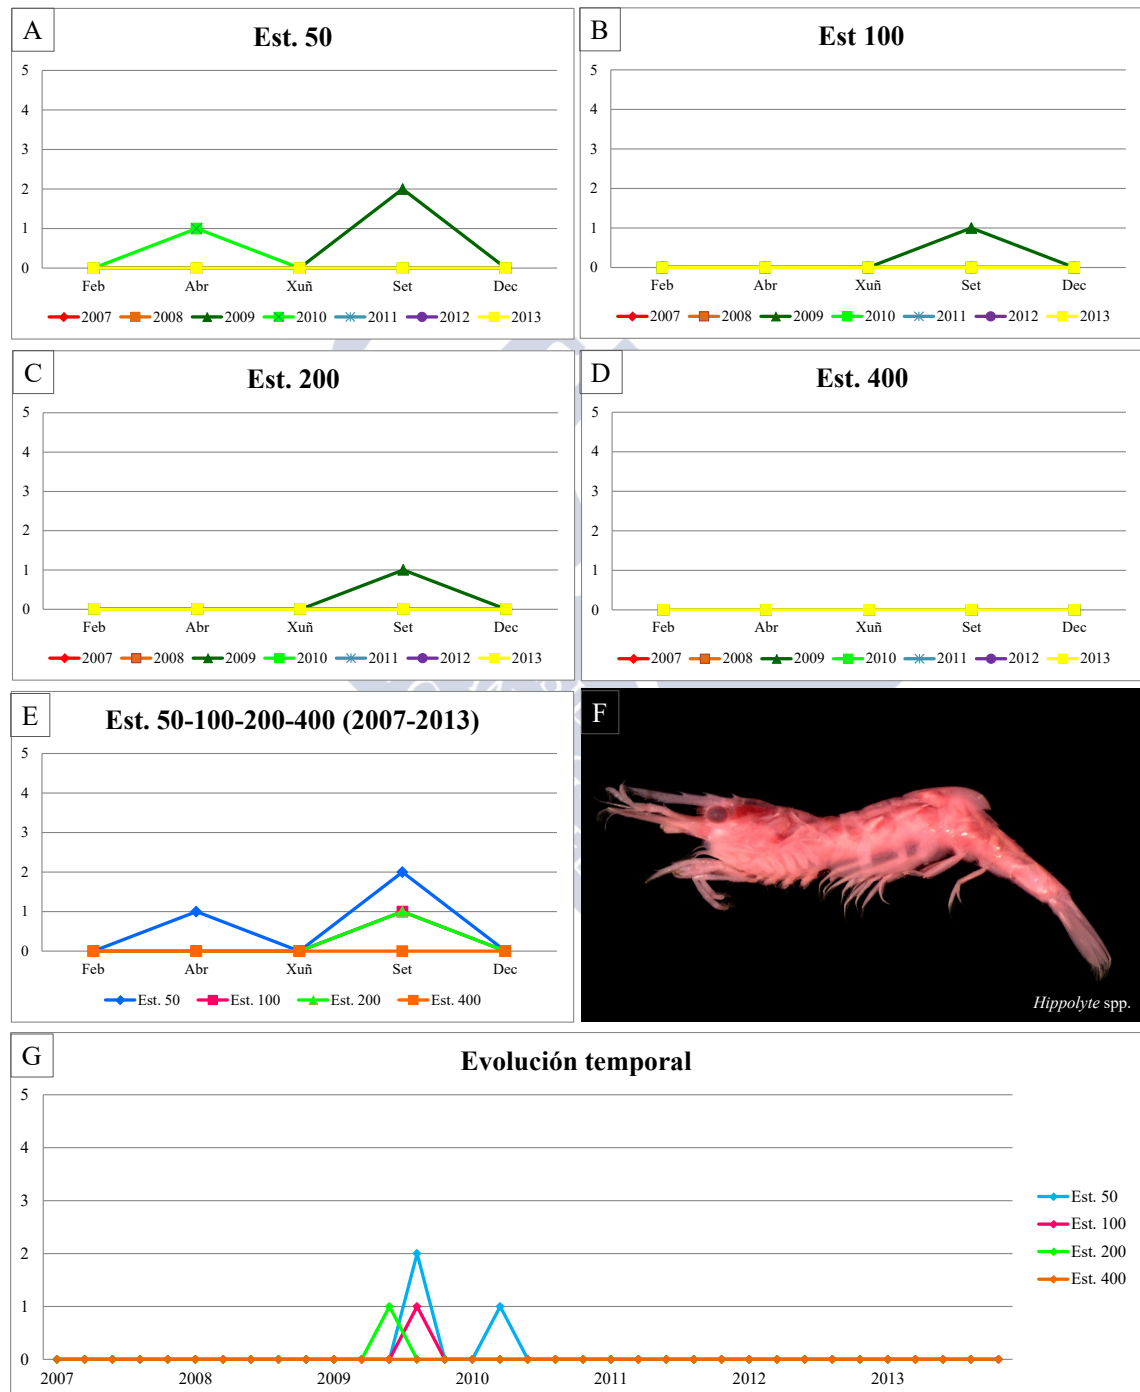 A
Est. 50
5
4
3
2
1
0
Feb Abr Xuñ Set Dec
2007 2008 2009 2010 2011 2012 2013
B
Est 100
5
4
3
2
1
0
Feb Abr Xuñ Set Dec
2007 2008 2009 2010 2011 2012 2013
C
Est. 200
5
4
3
2
1
0
Feb Abr Xuñ Set Dec
2007 2008 2009 2010 2011 2012 2013
D
Est. 400
5
4
3
2
1
0
Feb Abr Xuñ Set Dec
2007 2008 2009 2010 2011 2012 2013
E
Est. 50-100-200-400 (2007-2013)
5
4
3
2
1
0
Feb Abr Xuñ Set Dec
Est. 50 Est. 100 Est. 200 Est. 400
F
Hippolyte spp.
G
Evolución temporal
5
4
3
2
1
0
2007 2008 2009 2010 2011 2012 2013
Est. 50
Est. 100
Est. 200
Est. 400